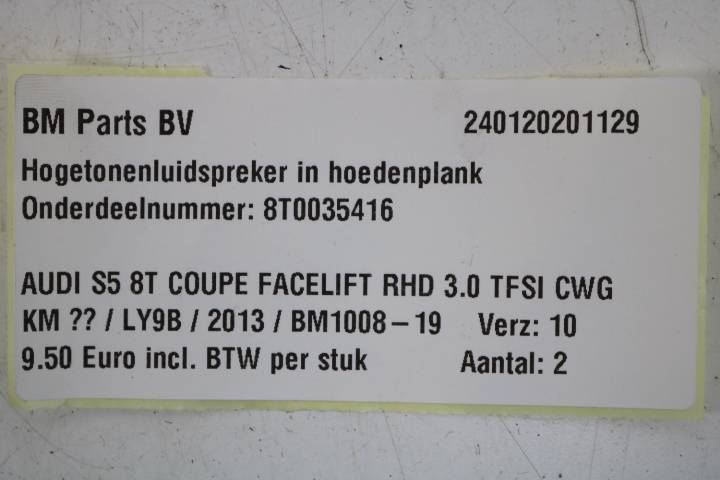 BM Parts BV 240120201129
Hogetonenluidspreker in hoedenplank
Onderdeelnummer: 8T0035416
AUDI S5 8T COUPE FACELIFT RHD 3.0 TFSI CWG
KM ?? / LY9B / 2013 / BM1008-19 Verz: 10
9.50 Euro incl. BTW per stuk Aantal: 2